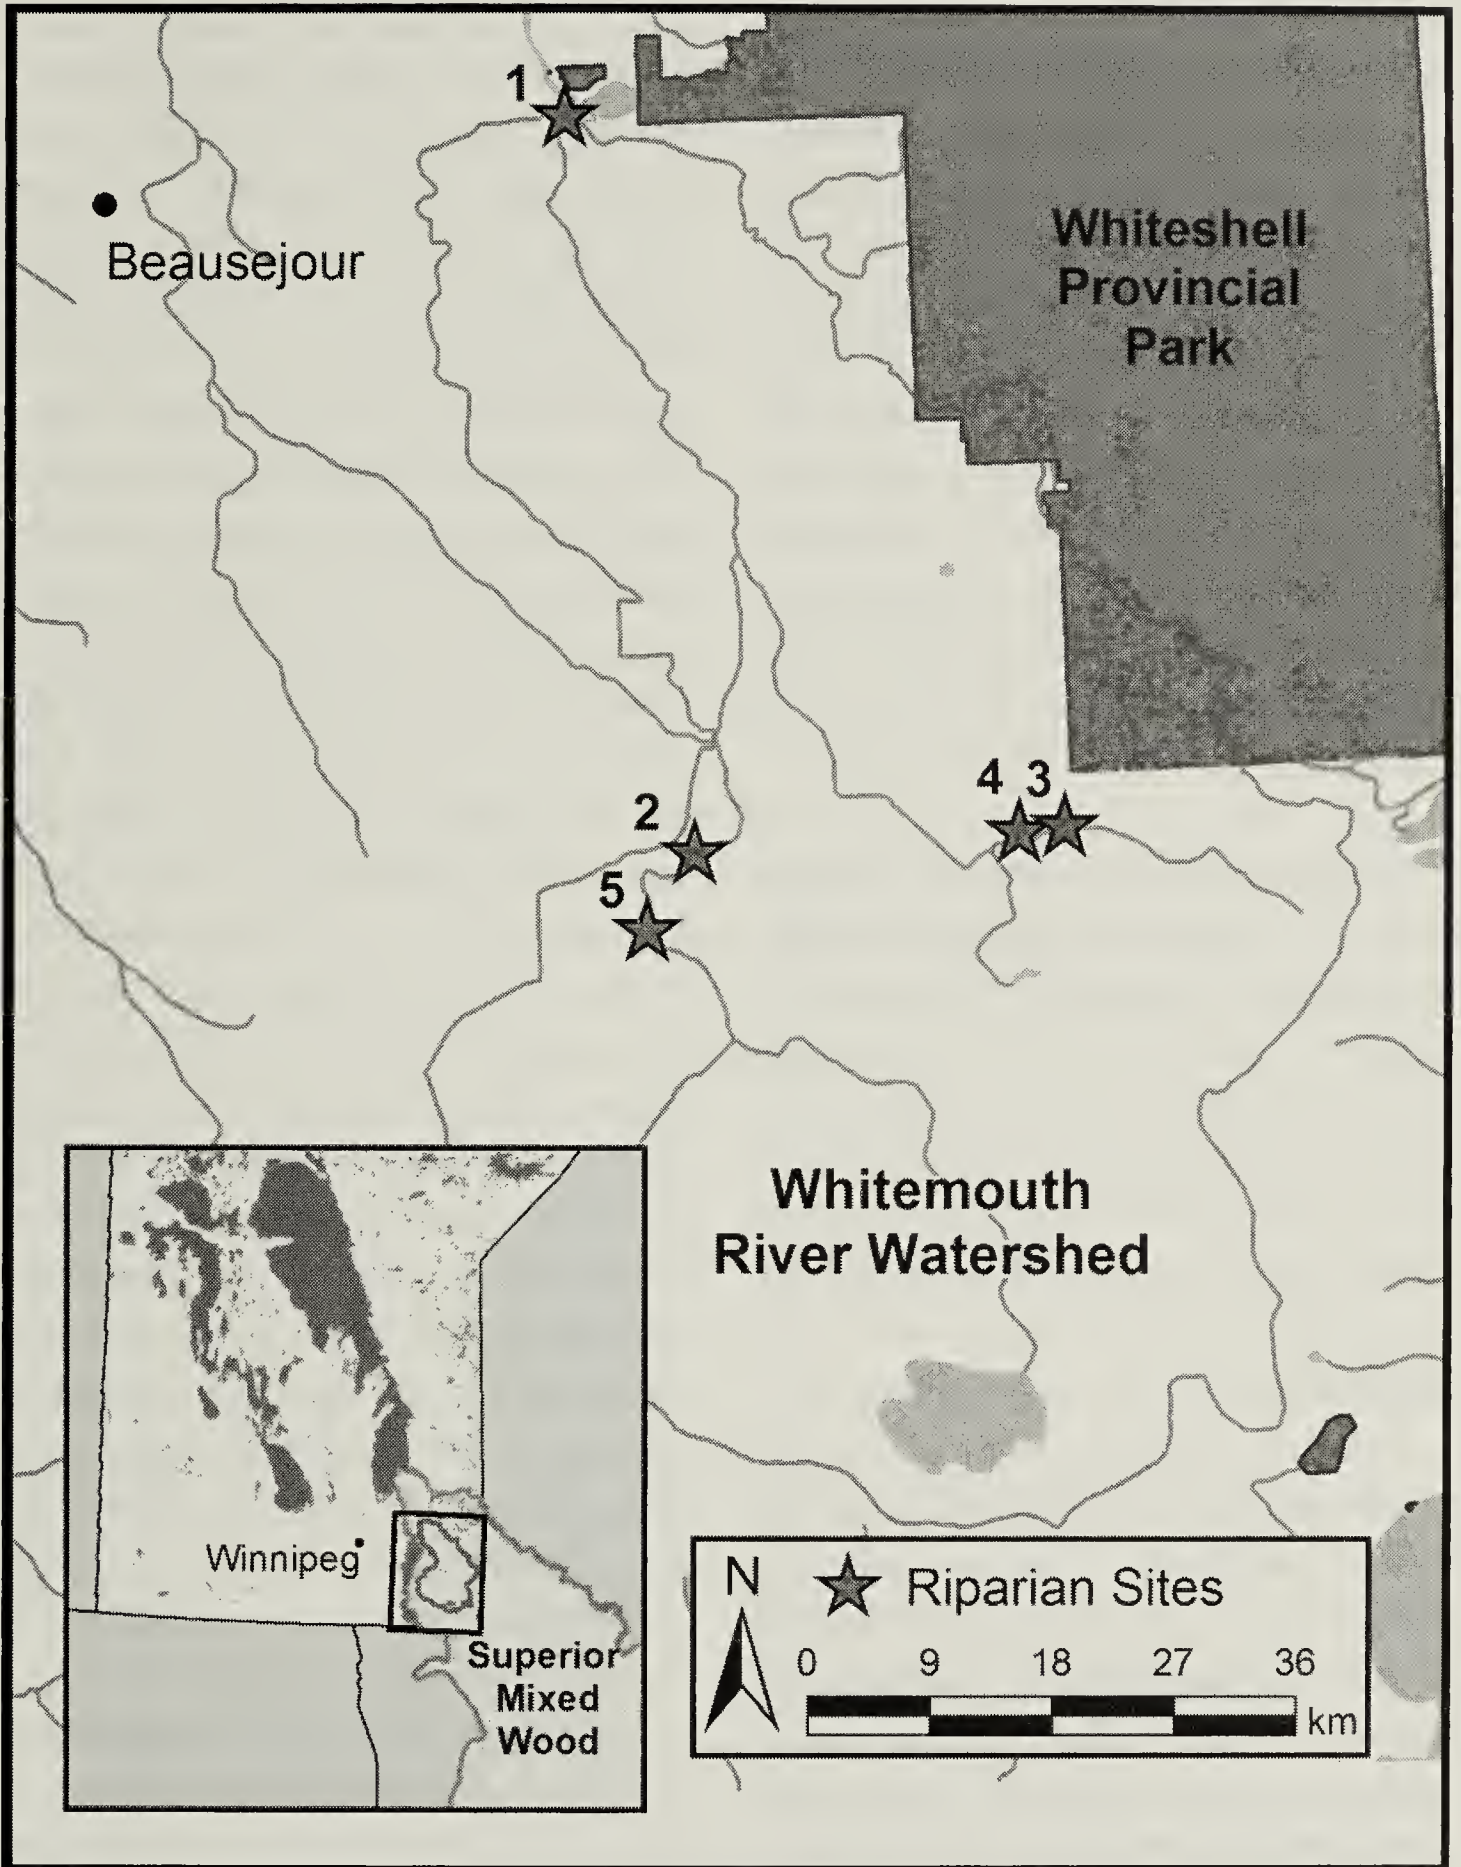 1
Beausejour
Whiteshell
Provincial
Park
4 3
2
5
Whitemouth
River Watershed
Winnipeg
Superior
Mixed
Wood
N
Riparian Sites
0 9 18 27 36
km